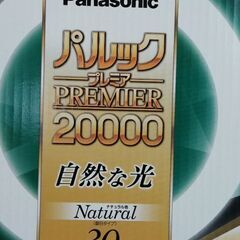 Panasonic
パルック
プレミア
PREMIER
20000
自然な光
ナチュラル色
Natural
30